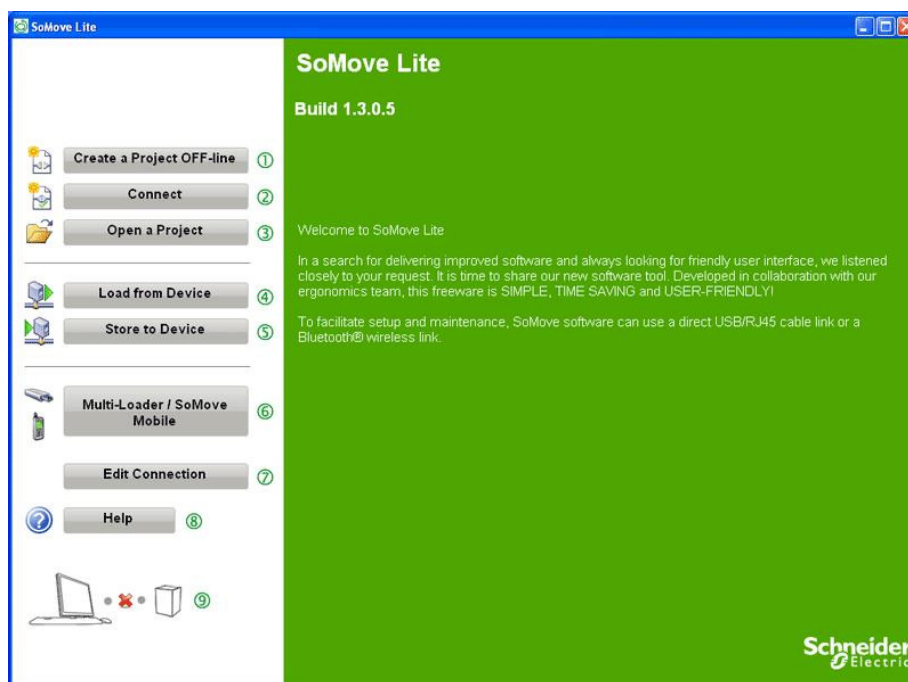 SoMove Lite
SoMove Lite
Build 1.3.0.5
Create a Project OFF-line ①
Connect ②
Open a Project ③
Welcome to SoMove Lite
In a search for delivering improved software and always looking for friendly user interface, we listened
closely to your request. It is time to share our new software tool. Developed in collaboration with our
ergonomics team, this freeware is SIMPLE, TIME SAVING and USER-FRIENDLY!
To facilitate setup and maintenance, SoMove software can use a direct USB/RJ45 cable link or a
Bluetooth® wireless link.
Load from Device ④
Store to Device ⑤
Multi-Loader / SoMove
Mobile ⑥
Edit Connection ⑦
Help ⑧
⑨
Schneider
Electric